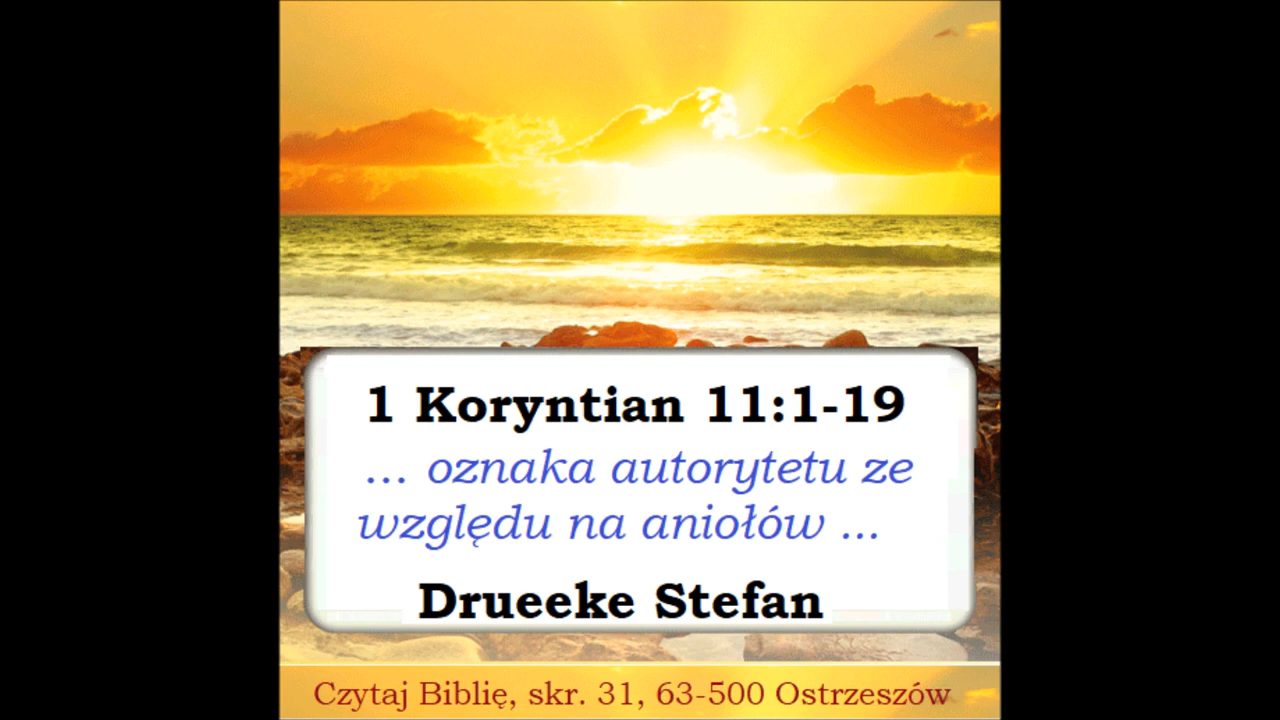 1 Koryntian 11:1-19
... oznaka autorytetu ze
względu na aniołów ...
Drueeke Stefan
Czytaj Biblię, skr. 31, 63-500 Ostrzeszów